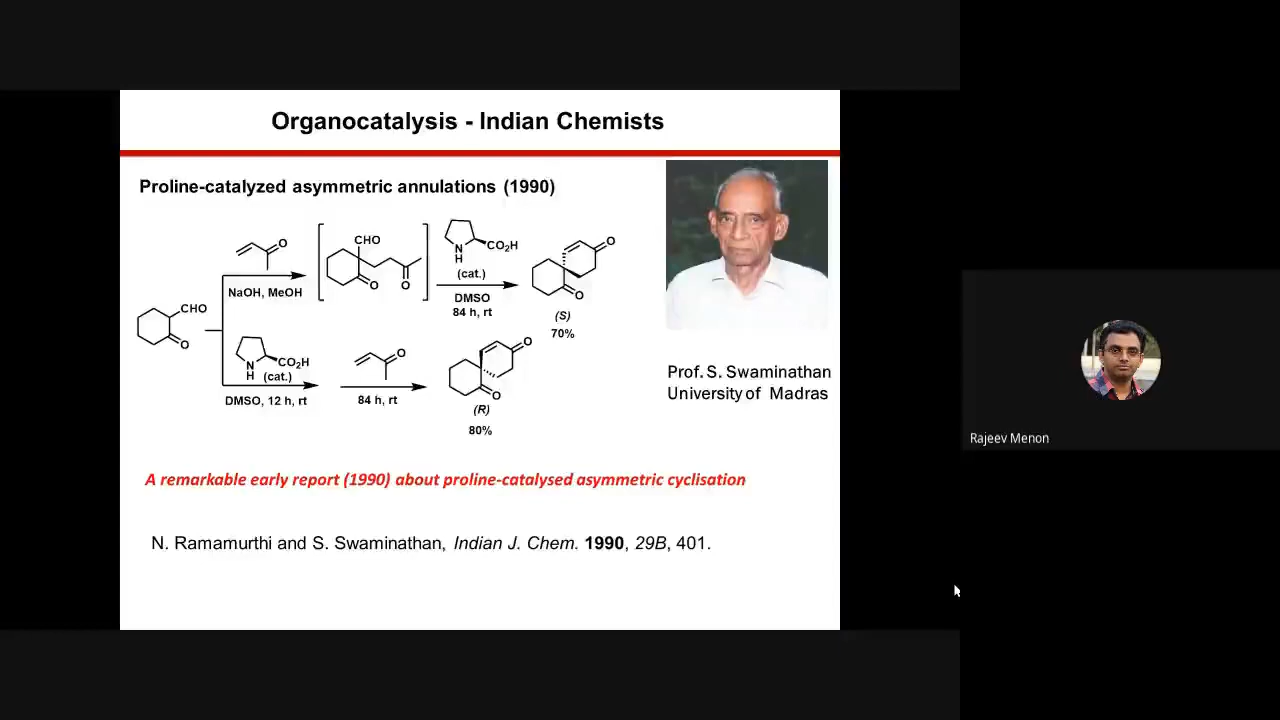 Organocatalysis - Indian Chemists
Proline-catalyzed asymmetric annulations (1990)
O
NaOH, MeOH
CHO
O
O
N
H
CO2H
(cat.)
DMSO
84 h, rt
O
O
(S)
70%
CHO
O
N
H
CO2H
(cat.)
DMSO, 12 h, rt
O
84 h, rt
O
O
(R)
80%
Prof. S. Swaminathan
University of Madras
A remarkable early report (1990) about proline-catalysed asymmetric cyclisation
N. Ramamurthi and S. Swaminathan, Indian J. Chem. 1990, 29B, 401.
Rajeev Menon